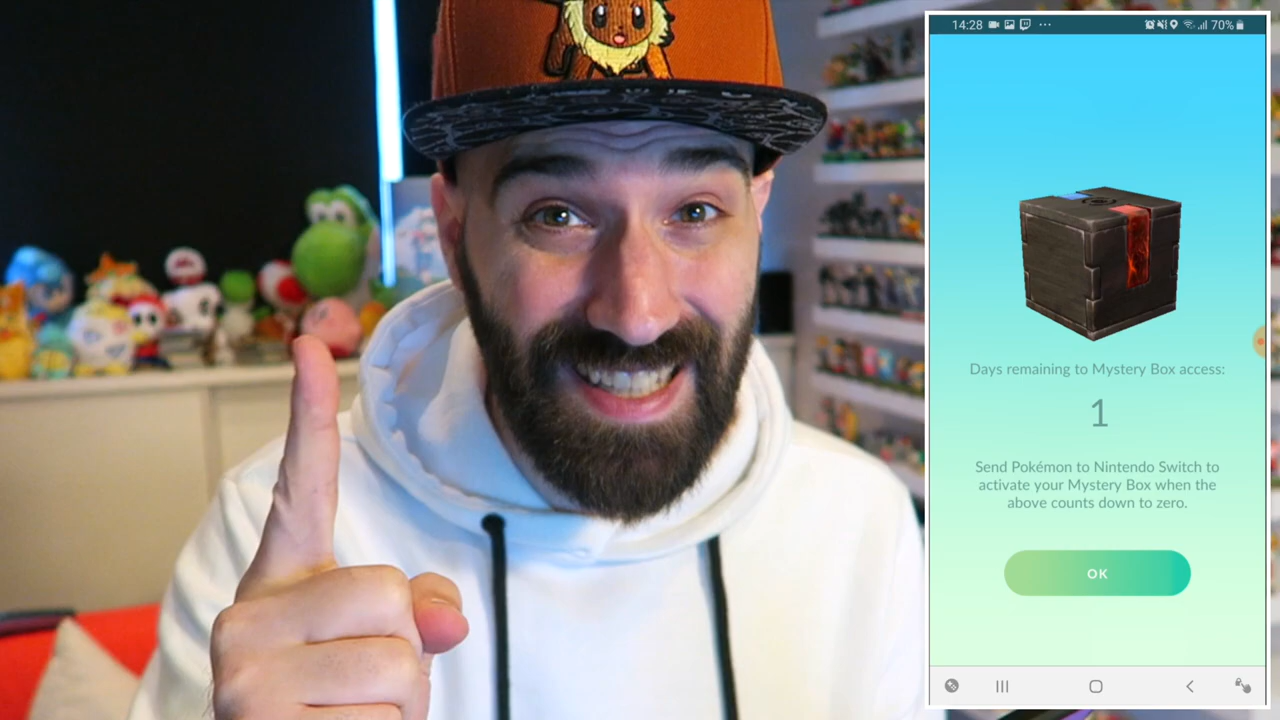 14:28
70%
Days remaining to Mystery Box access:
1
Send Pokémon to Nintendo Switch to
activate your Mystery Box when the
above counts down to zero.
OK